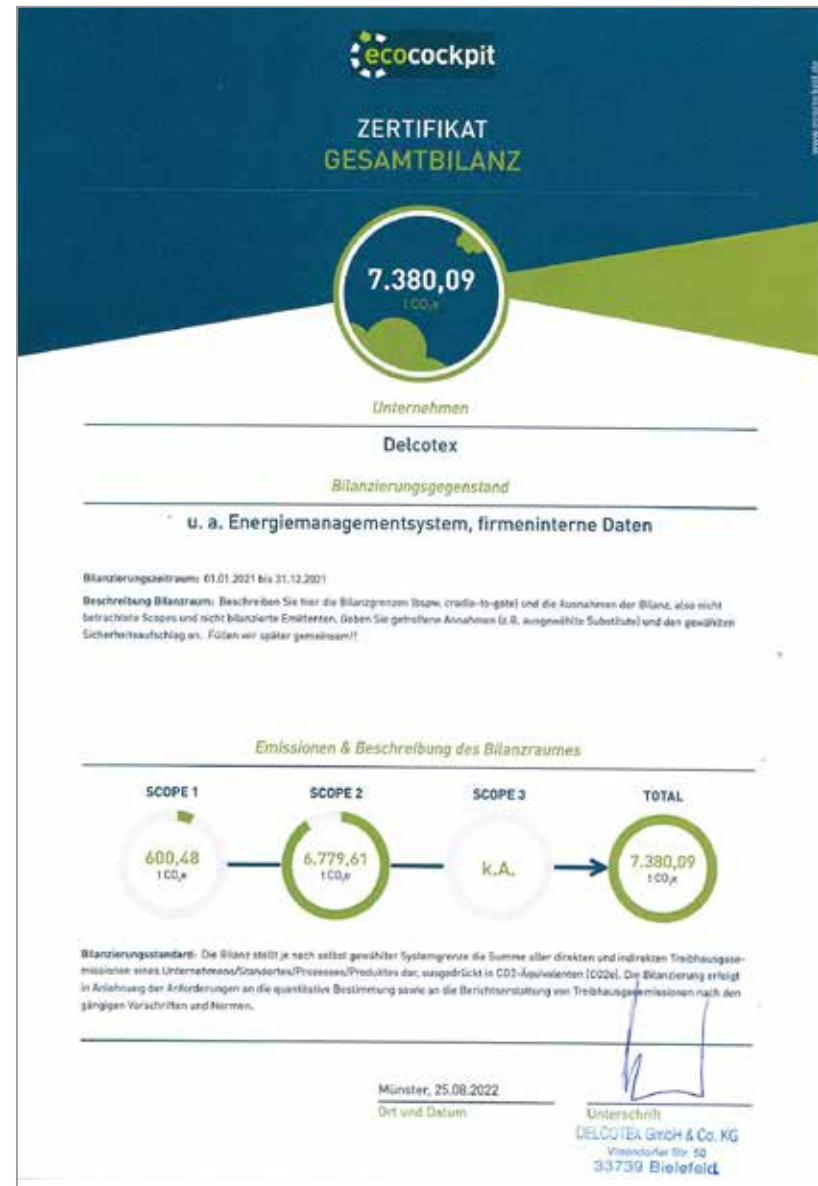 ecocockpit
www.ecocockpit.de
ZERTIFIKAT
GESAMTBILANZ
7.380,09
t CO₂e
Unternehmen
Delcotex
Bilanzierungsgegenstand
u. a. Energiemanagementsystem, firmeninterne Daten
Bilanzierungszeitraum: 01.01.2021 bis 31.12.2021
Beschreibung Bilanzraum: Beschreiben Sie hier die Bilanzgrenzen (bspw. cradle-to-gate) und die Ausnahmen der Bilanz, also nicht
betrachtete Scopes und nicht bilanzierte Emittenten. Geben Sie getroffene Annahmen (z.B. ausgewählte Substitute) und den gewählten
Sicherheitsaufschlag an. Füllen wir später gemeinsam!!
Emissionen & Beschreibung des Bilanzraumes
SCOPE 1
SCOPE 2
SCOPE 3
TOTAL
600,48
t CO₂e
6.779,61
t CO₂e
k.A.
7.380,09
t CO₂e
Bilanzierungsstandard: Die Bilanz stellt je nach selbst gewählter Systemgrenze die Summe aller direkten und indirekten Treibhausgase-
missionen eines Unternehmens/Standortes/Prozesses/Produktes dar, ausgedrückt in CO2-Äquivalenten (CO2e). Die Bilanzierung erfolgt
in Anlehnung der Anforderungen an die quantitative Bestimmung sowie an die Berichtserstattung von Treibhausgasemissionen nach den
gängigen Vorschriften und Normen.
Münster, 25.08.2022
Ort und Datum
Unterschrift
DELCOTEX GmbH & Co. KG
Str. 50
33739 Bielefeld